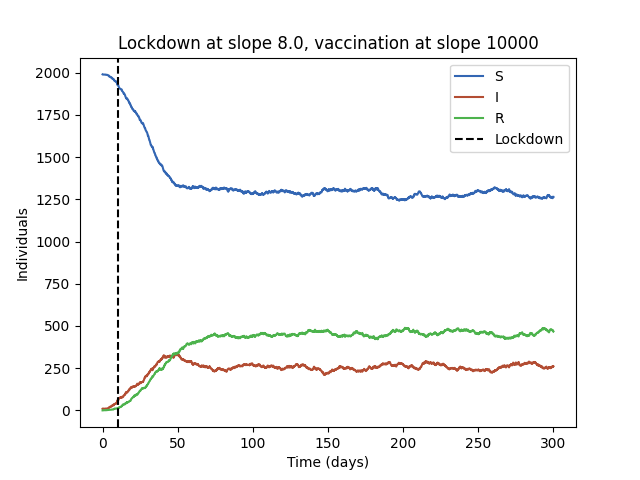 Lockdown at slope 8.0, vaccination at slope 10000
S
I
R
Lockdown
Individuals
2000
1750
1500
1250
1000
750
500
250
0
0 50 100 150 200 250 300
Time (days)